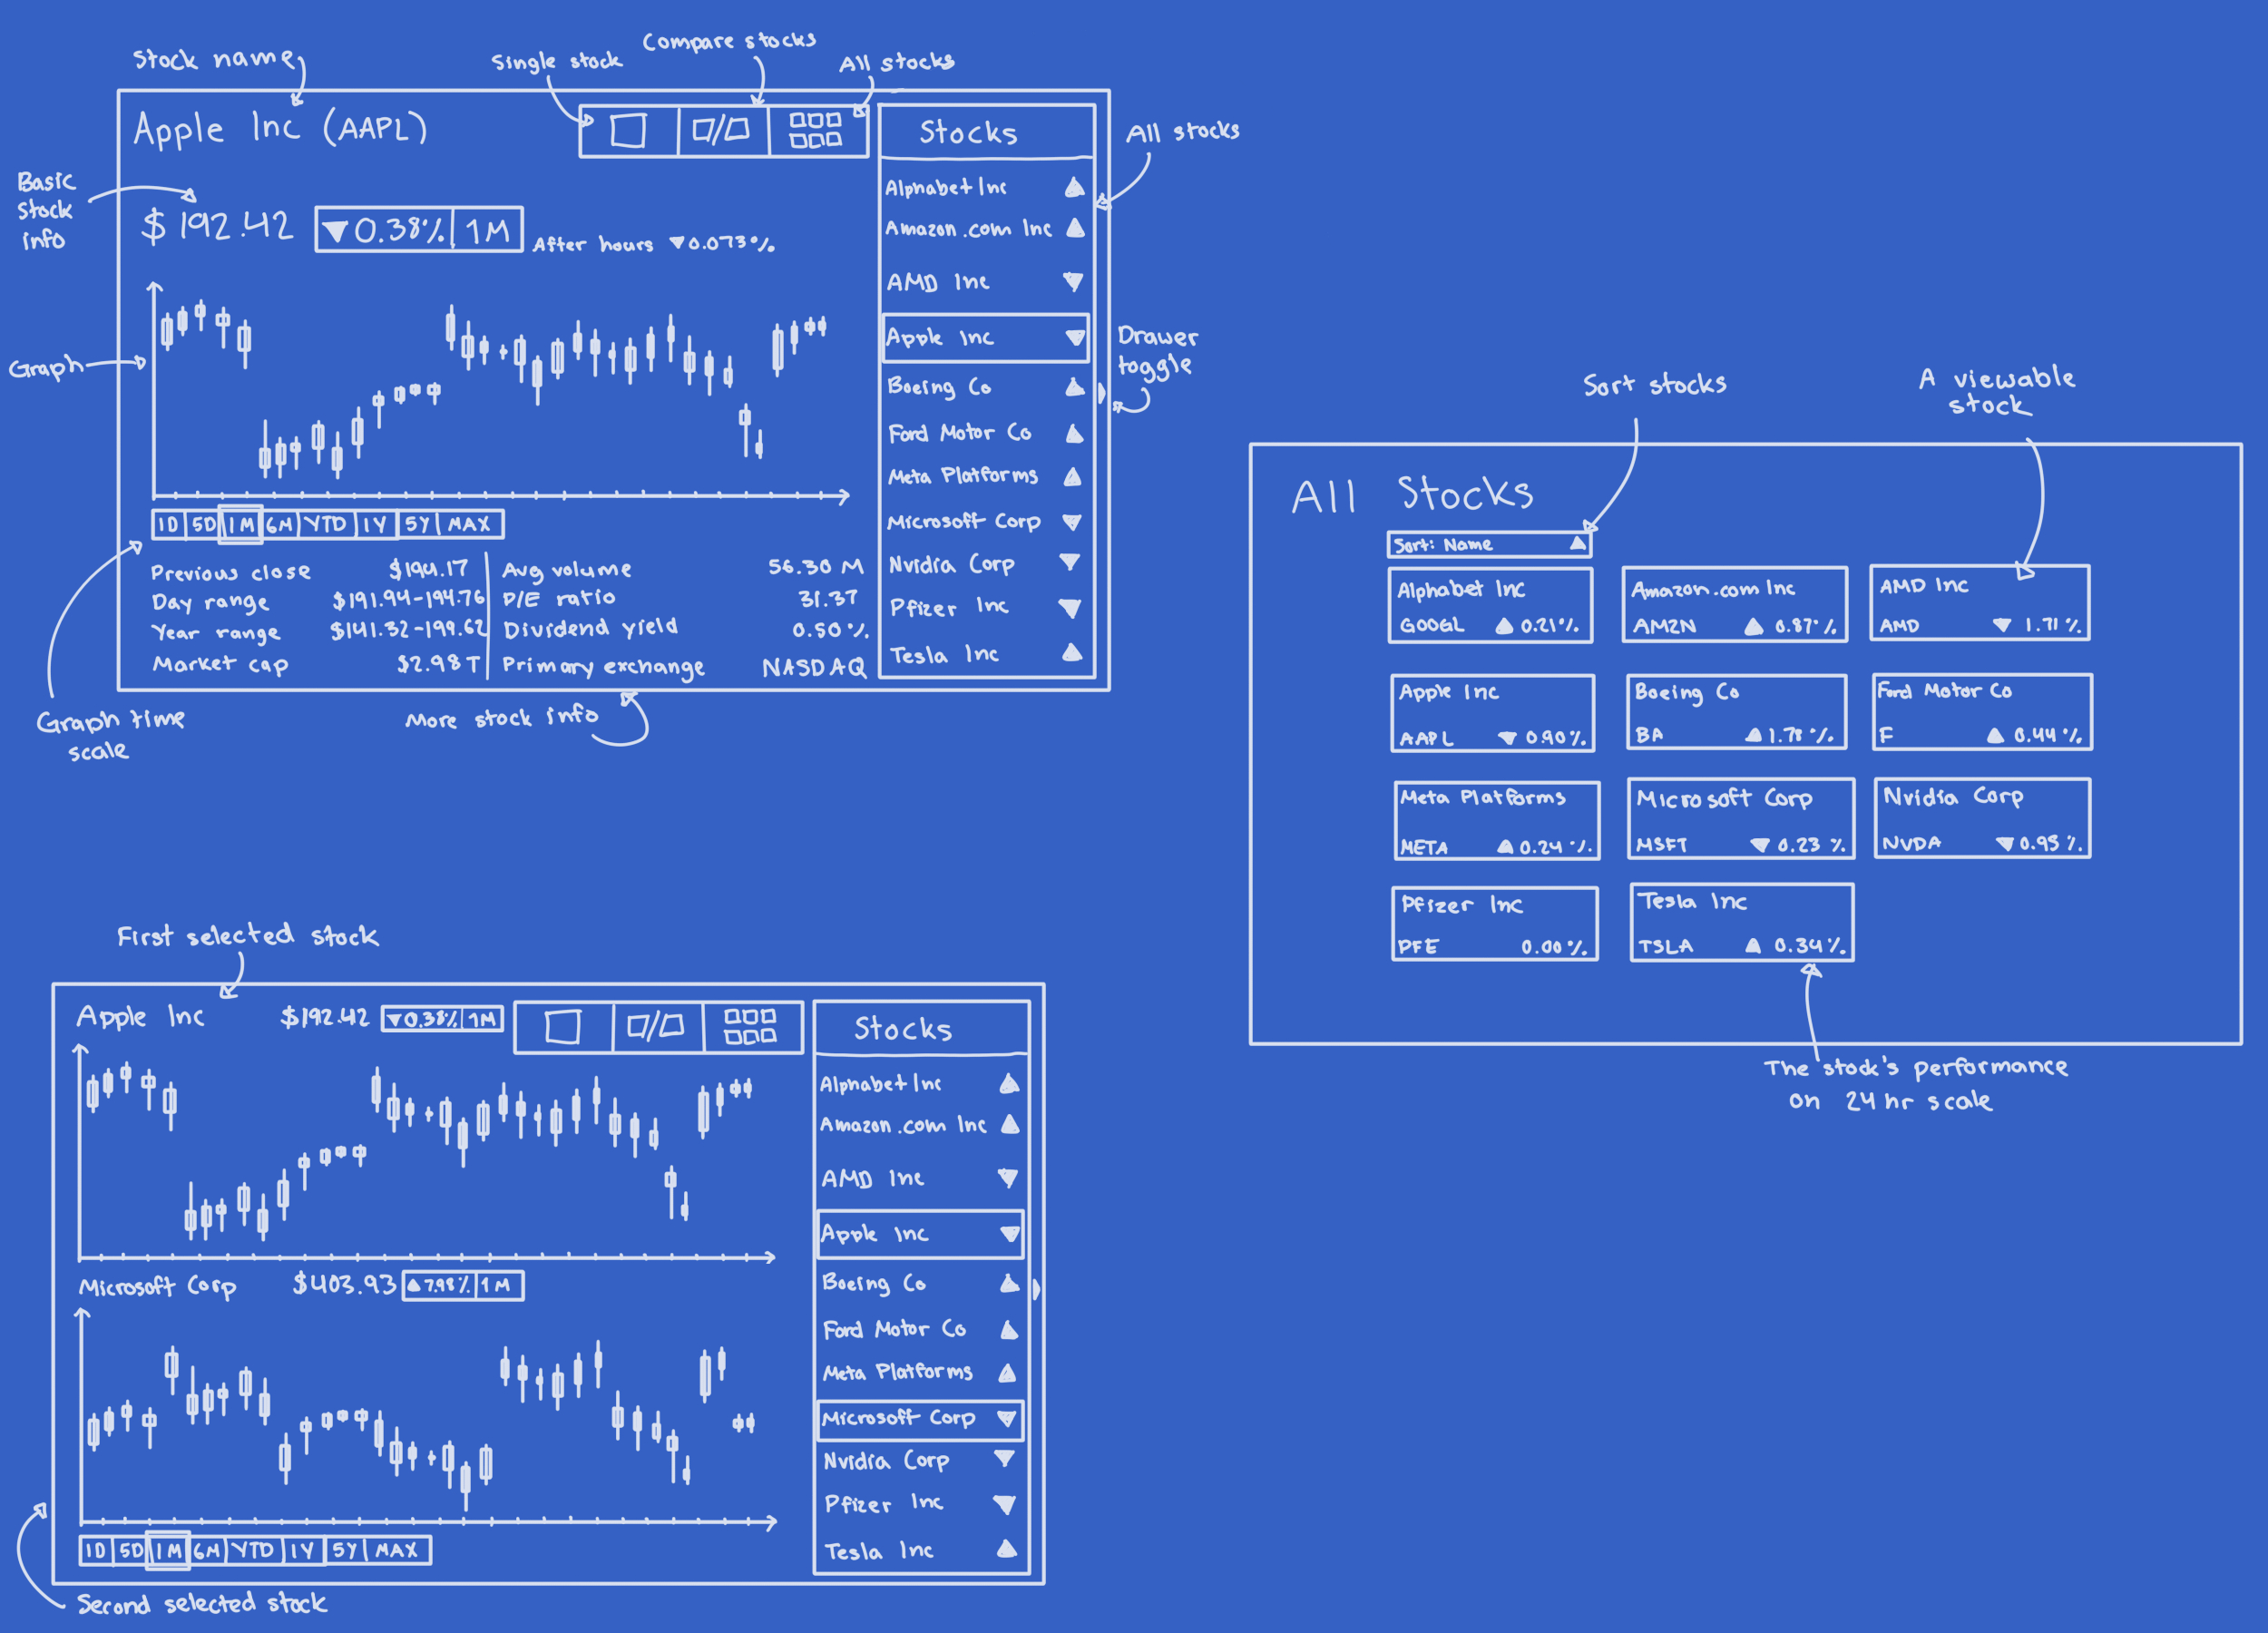 Stock name
Single stock
Compare stocks
All stocks
Apple Inc (AAPL)
Stocks
All stocks
Basic
stock
info
$192.42
▼0.38% 1M
After hours ▼0.073%
Alphabet Inc ▲
Amazon.com Inc ▲
AMD Inc ▼
Apple Inc ▼
Boeing Co ▲
Ford Motor Co ▲
Meta Platforms ▲
Microsoft Corp ▼
Nvidia Corp ▼
Pfizer Inc ▼
Tesla Inc ▲
Drawer
toggle
Graph
1D 5D 1M 6M YTD 1Y 5Y MAX
Previous close $194.17
Day range $191.94-194.76
Year range $141.32-199.62
Market cap $2.98T
Avg volume 56.30 M
P/E ratio 31.37
Dividend yield 0.50%
Primary exchange NASDAQ
Graph time
scale
More stock info
Sort stocks
A viewable
stock
All Stocks
Sort: Name ▲
Alphabet Inc
GOOGL ▲ 0.21%
Amazon.com Inc
AMZN ▲ 0.87%
AMD Inc
AMD ▼ 1.71%
Apple Inc
AAPL ▼ 0.90%
Boeing Co
BA ▲ 1.78%
Ford Motor Co
F ▲ 0.44%
Meta Platforms
META ▲ 0.24%
Microsoft Corp
MSFT ▼ 0.23%
Nvidia Corp
NVDA ▼ 0.95%
Pfizer Inc
PFE 0.00%
Tesla Inc
TSLA ▲ 0.34%
The stock's performance
on 24 hr scale
First selected stock
Apple Inc $192.42 ▼0.38% 1M
Stocks
Alphabet Inc ▲
Amazon.com Inc ▲
AMD Inc ▼
Apple Inc ▼
Boeing Co ▲
Ford Motor Co ▲
Meta Platforms ▲
Microsoft Corp ▼
Nvidia Corp ▼
Pfizer Inc ▼
Tesla Inc ▲
Microsoft Corp $403.93 ▲7.98% 1M
1D 5D 1M 6M YTD 1Y 5Y MAX
Second selected stock